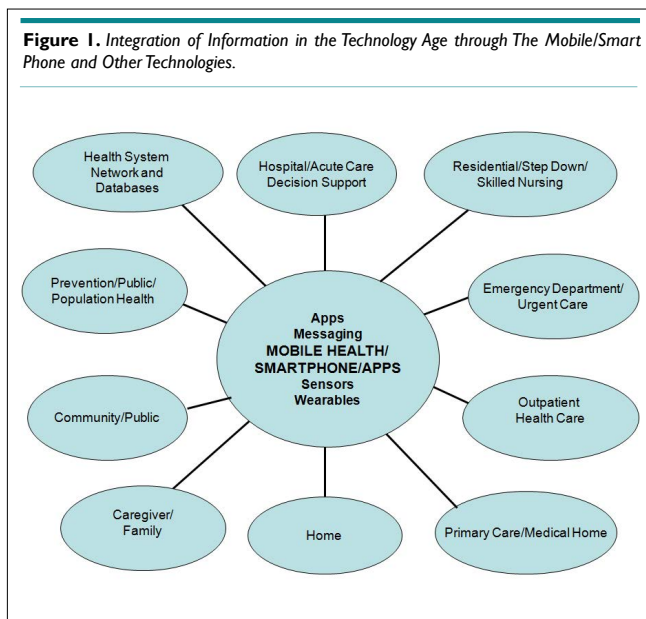 Figure 1. Integration of Information in the Technology Age through The Mobile/Smart
Phone and Other Technologies.
Health System
Network and
Databases
Hospital/Acute Care
Decision Support
Residential/Step Down/
Skilled Nursing
Prevention/Public/
Population Health
Emergency Department/
Urgent Care
Apps
Messaging
MOBILE HEALTH/
SMARTPHONE/APPS
Sensors
Wearables
Community/Public
Outpatient
Health Care
Caregiver/
Family
Home
Primary Care/Medical Home